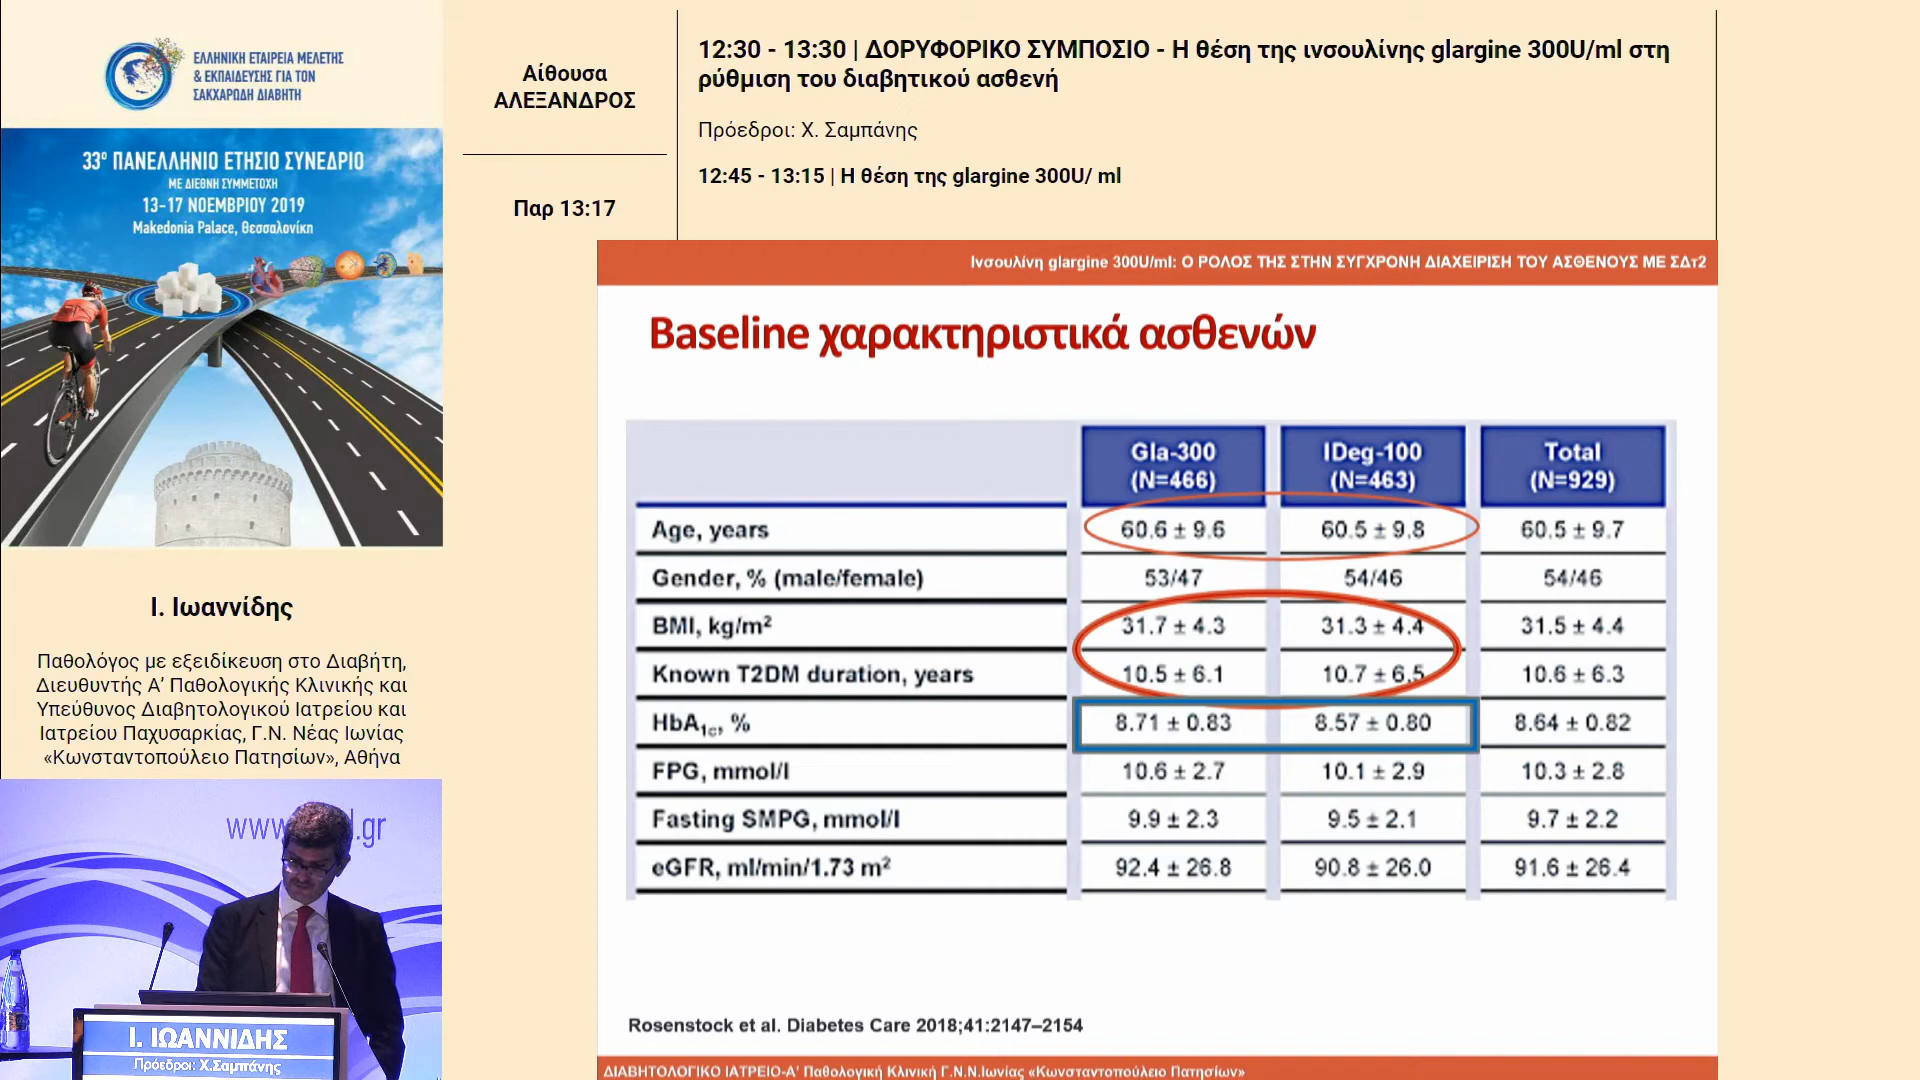 ΕΛΛΗΝΙΚΗ ΕΤΑΙΡΕΙΑ ΜΕΛΕΤΗΣ
& ΕΚΠΑΙΔΕΥΣΗΣ ΓΙΑ ΤΟΝ
ΣΑΚΧΑΡΩΔΗ ΔΙΑΒΗΤΗ
33ο ΠΑΝΕΛΛΗΝΙΟ ΕΤΗΣΙΟ ΣΥΝΕΔΡΙΟ
ΜΕ ΔΙΕΘΝΗ ΣΥΜΜΕΤΟΧΗ
13-17 ΝΟΕΜΒΡΙΟΥ 2019
Makedonia Palace, Θεσσαλονίκη
Αίθουσα
ΑΛΕΞΑΝΔΡΟΣ
Παρ 13:17
12:30 - 13:30 | ΔΟΡΥΦΟΡΙΚΟ ΣΥΜΠΟΣΙΟ - Η θέση της ινσουλίνης glargine 300U/ml στη
ρύθμιση του διαβητικού ασθενή
Πρόεδροι: Χ. Σαμπάνης
12:45 - 13:15 | Η θέση της glargine 300U/ ml
Ι. Ιωαννίδης
Παθολόγος με εξειδίκευση στο Διαβήτη,
Διευθυντής Α’ Παθολογικής Κλινικής και
Υπεύθυνος Διαβητολογικού Ιατρείου και
Ιατρείου Παχυσαρκίας, Γ.Ν. Νέας Ιωνίας
«Κωνσταντοπούλειο Πατησίων», Αθήνα
www
.gr
Ι. ΙΩΑΝΝΙΔΗΣ
Πρόεδροι: Χ.Σαμπάνης
Ινσουλίνη glargine 300U/ml: Ο ΡΟΛΟΣ ΤΗΣ ΣΤΗΝ ΣΥΓΧΡΟΝΗ ΔΙΑΧΕΙΡΙΣΗ ΤΟΥ ΑΣΘΕΝΟΥΣ ΜΕ ΣΔτ2
Baseline χαρακτηριστικά ασθενών
Gla-300 IDeg-100 Total
(N=466) (N=463) (N=929)
Age, years 60.6 ± 9.6 60.5 ± 9.8 60.5 ± 9.7
Gender, % (male/female) 53/47 54/46 54/46
BMI, kg/m² 31.7 ± 4.3 31.3 ± 4.4 31.5 ± 4.4
Known T2DM duration, years 10.5 ± 6.1 10.7 ± 6.5 10.6 ± 6.3
HbA1c, % 8.71 ± 0.83 8.57 ± 0.80 8.64 ± 0.82
FPG, mmol/l 10.6 ± 2.7 10.1 ± 2.9 10.3 ± 2.8
Fasting SMPG, mmol/l 9.9 ± 2.3 9.5 ± 2.1 9.7 ± 2.2
eGFR, ml/min/1.73 m² 92.4 ± 26.8 90.8 ± 26.0 91.6 ± 26.4
Rosenstock et al. Diabetes Care 2018;41:2147–2154
ΔΙΑΒΗΤΟΛΟΓΙΚΟ ΙΑΤΡΕΙΟ-Α’ Παθολογική Κλινική Γ.Ν.Ν.Ιωνίας «Κωνσταντοπούλειο Πατησίων»